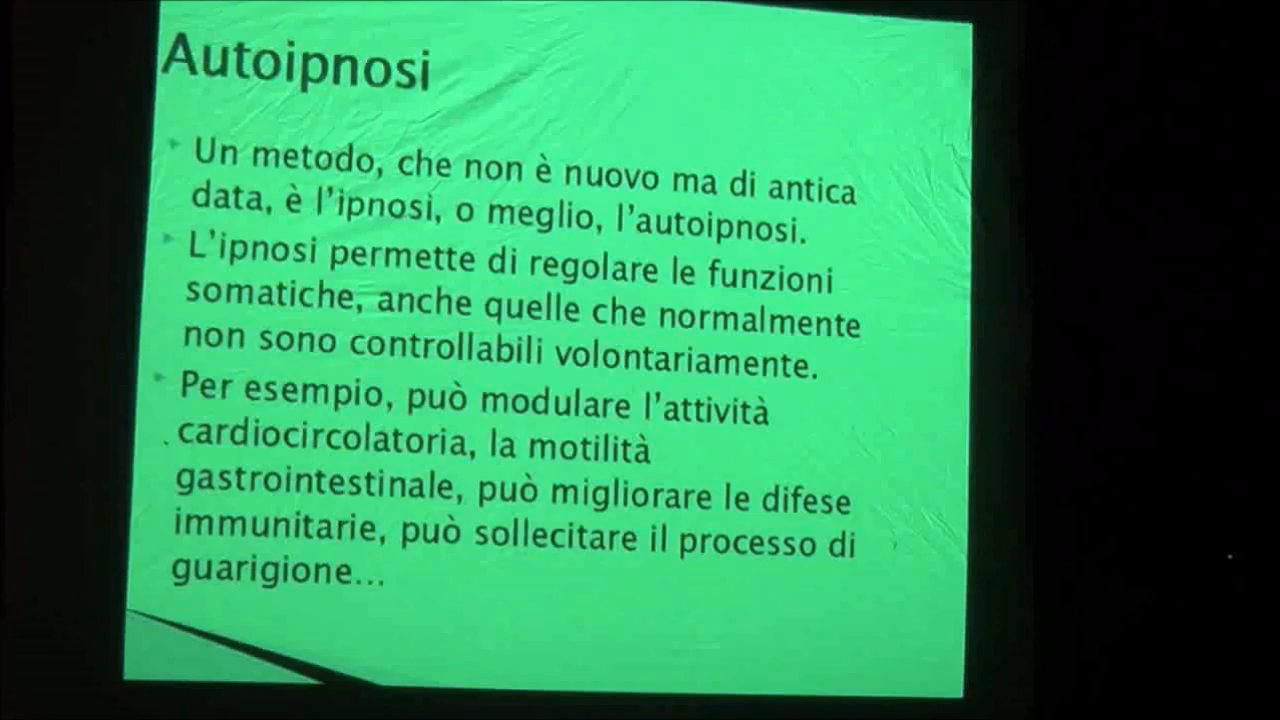 Autoipnosi
Un metodo, che non è nuovo ma di antica
data, è l'ipnosi, o meglio, l'autoipnosi.
L'ipnosi permette di regolare le funzioni
somatiche, anche quelle che normalmente
non sono controllabili volontariamente.
Per esempio, può modulare l'attività
cardiocircolatoria, la motilità
gastrointestinale, può migliorare le difese
immunitarie, può sollecitare il processo di
guarigione...